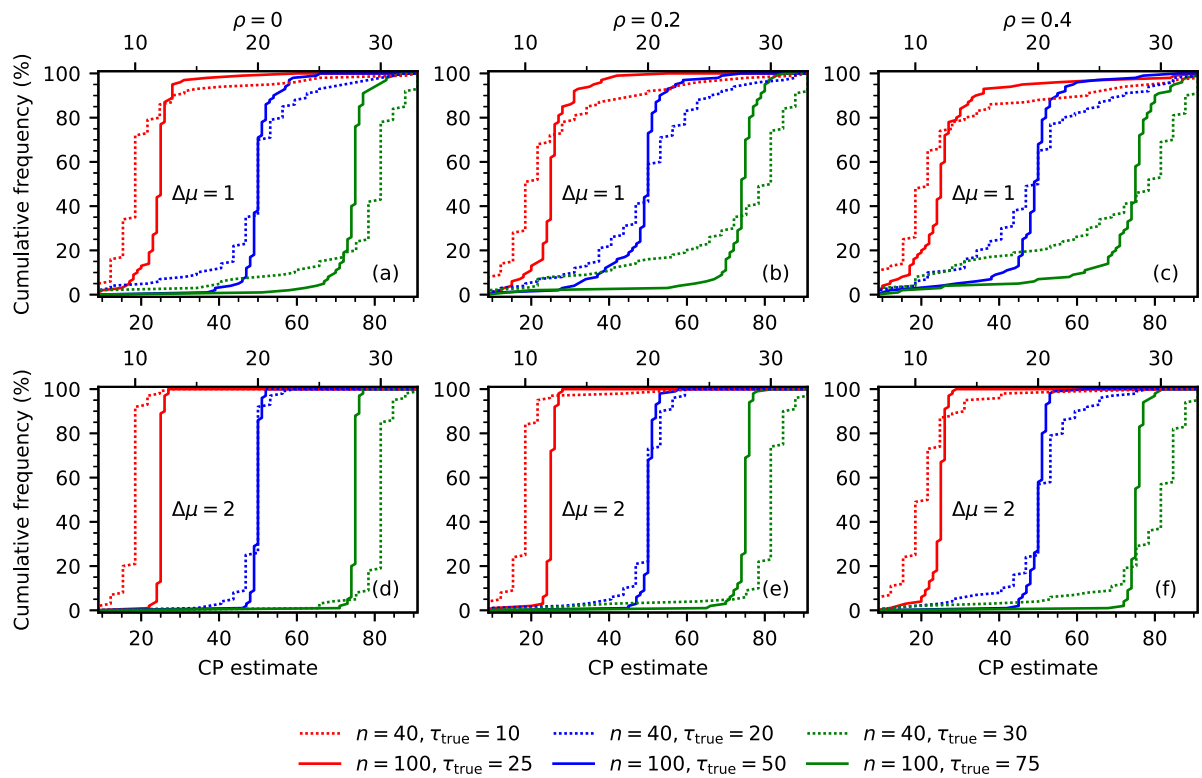 ρ = 0
ρ = 0.2
ρ = 0.4
10 20 30
10 20 30
10 20 30
Cumulative frequency (%)
100
80
60
40
20
0
Δμ = 1
(a)
Δμ = 1
(b)
Δμ = 1
(c)
20 40 60 80
20 40 60 80
20 40 60 80
10 20 30
10 20 30
10 20 30
Cumulative frequency (%)
100
80
60
40
20
0
Δμ = 2
(d)
Δμ = 2
(e)
Δμ = 2
(f)
20 40 60 80
20 40 60 80
20 40 60 80
CP estimate
CP estimate
CP estimate
n = 40, τtrue = 10
n = 40, τtrue = 20
n = 40, τtrue = 30
n = 100, τtrue = 25
n = 100, τtrue = 50
n = 100, τtrue = 75